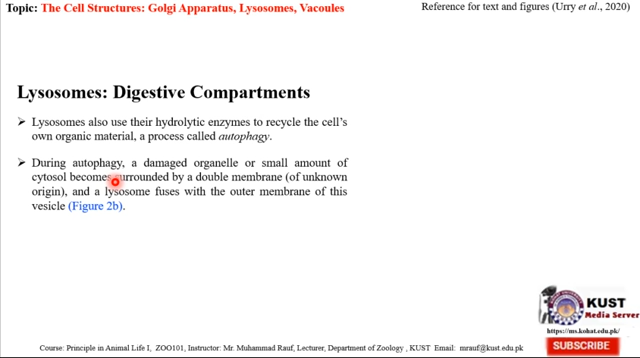 Topic: The Cell Structures: Golgi Apparatus, Lysosomes, Vacoules
Reference for text and figures (Urry et al., 2020)
Lysosomes: Digestive Compartments
➢ Lysosomes also use their hydrolytic enzymes to recycle the cell's
own organic material, a process called autophagy.
➢ During autophagy, a damaged organelle or small amount of
cytosol becomes surrounded by a double membrane (of unknown
origin), and a lysosome fuses with the outer membrane of this
vesicle (Figure 2b).
KUST
Media Server
https://ms.kohat.edu.pk/
SUBSCRIBE
Course: Principle in Animal Life I, ZOO101, Instructor: Mr. Muhammad Rauf, Lecturer, Department of Zoology , KUST Email: mrauf@kust.edu.pk